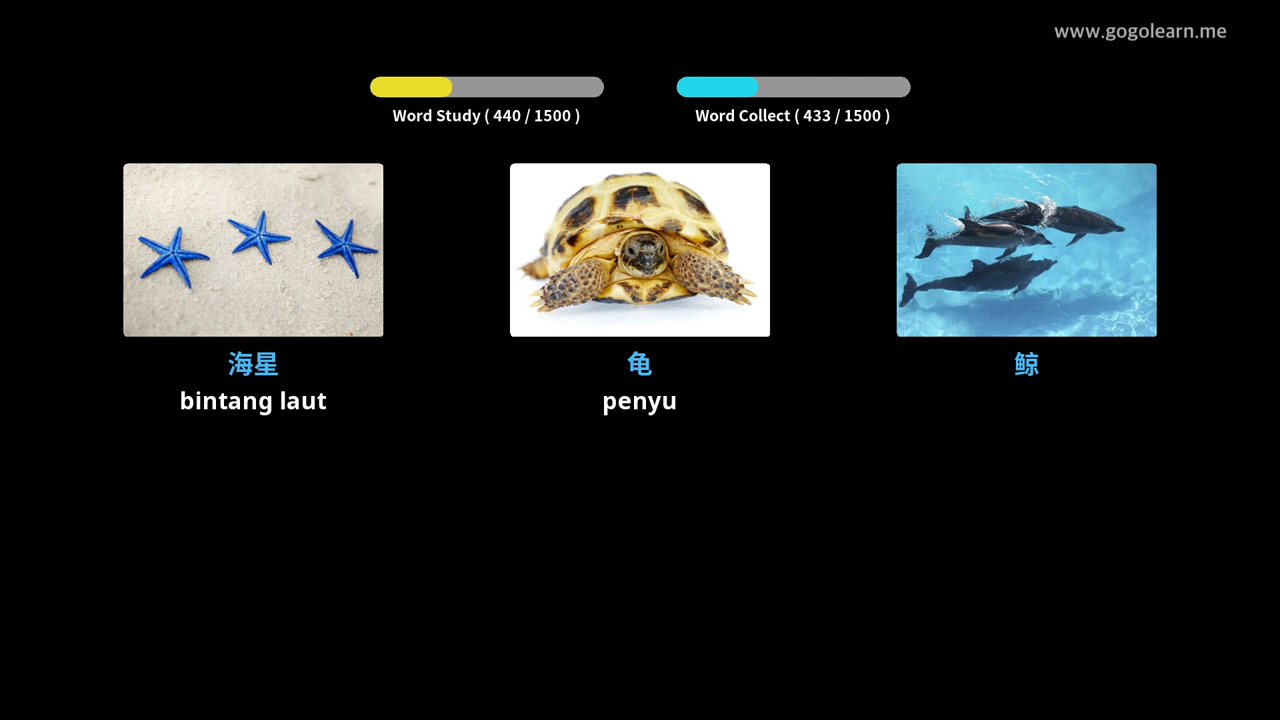 www.gogolearn.me
Word Study ( 440 / 1500 )
Word Collect ( 433 / 1500 )
海星
龟
鲸
bintang laut
penyu